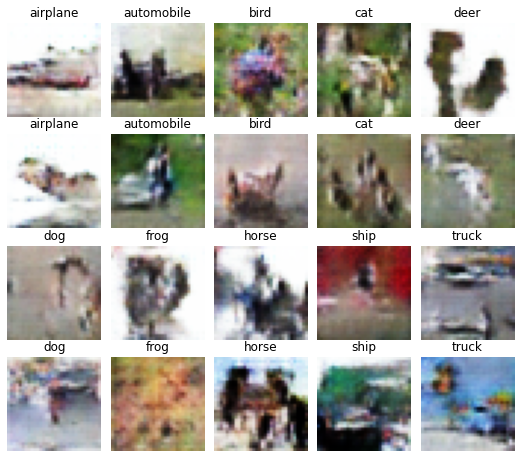 airplane automobile bird cat deer
airplane automobile bird cat deer
dog frog horse ship truck
dog frog horse ship truck